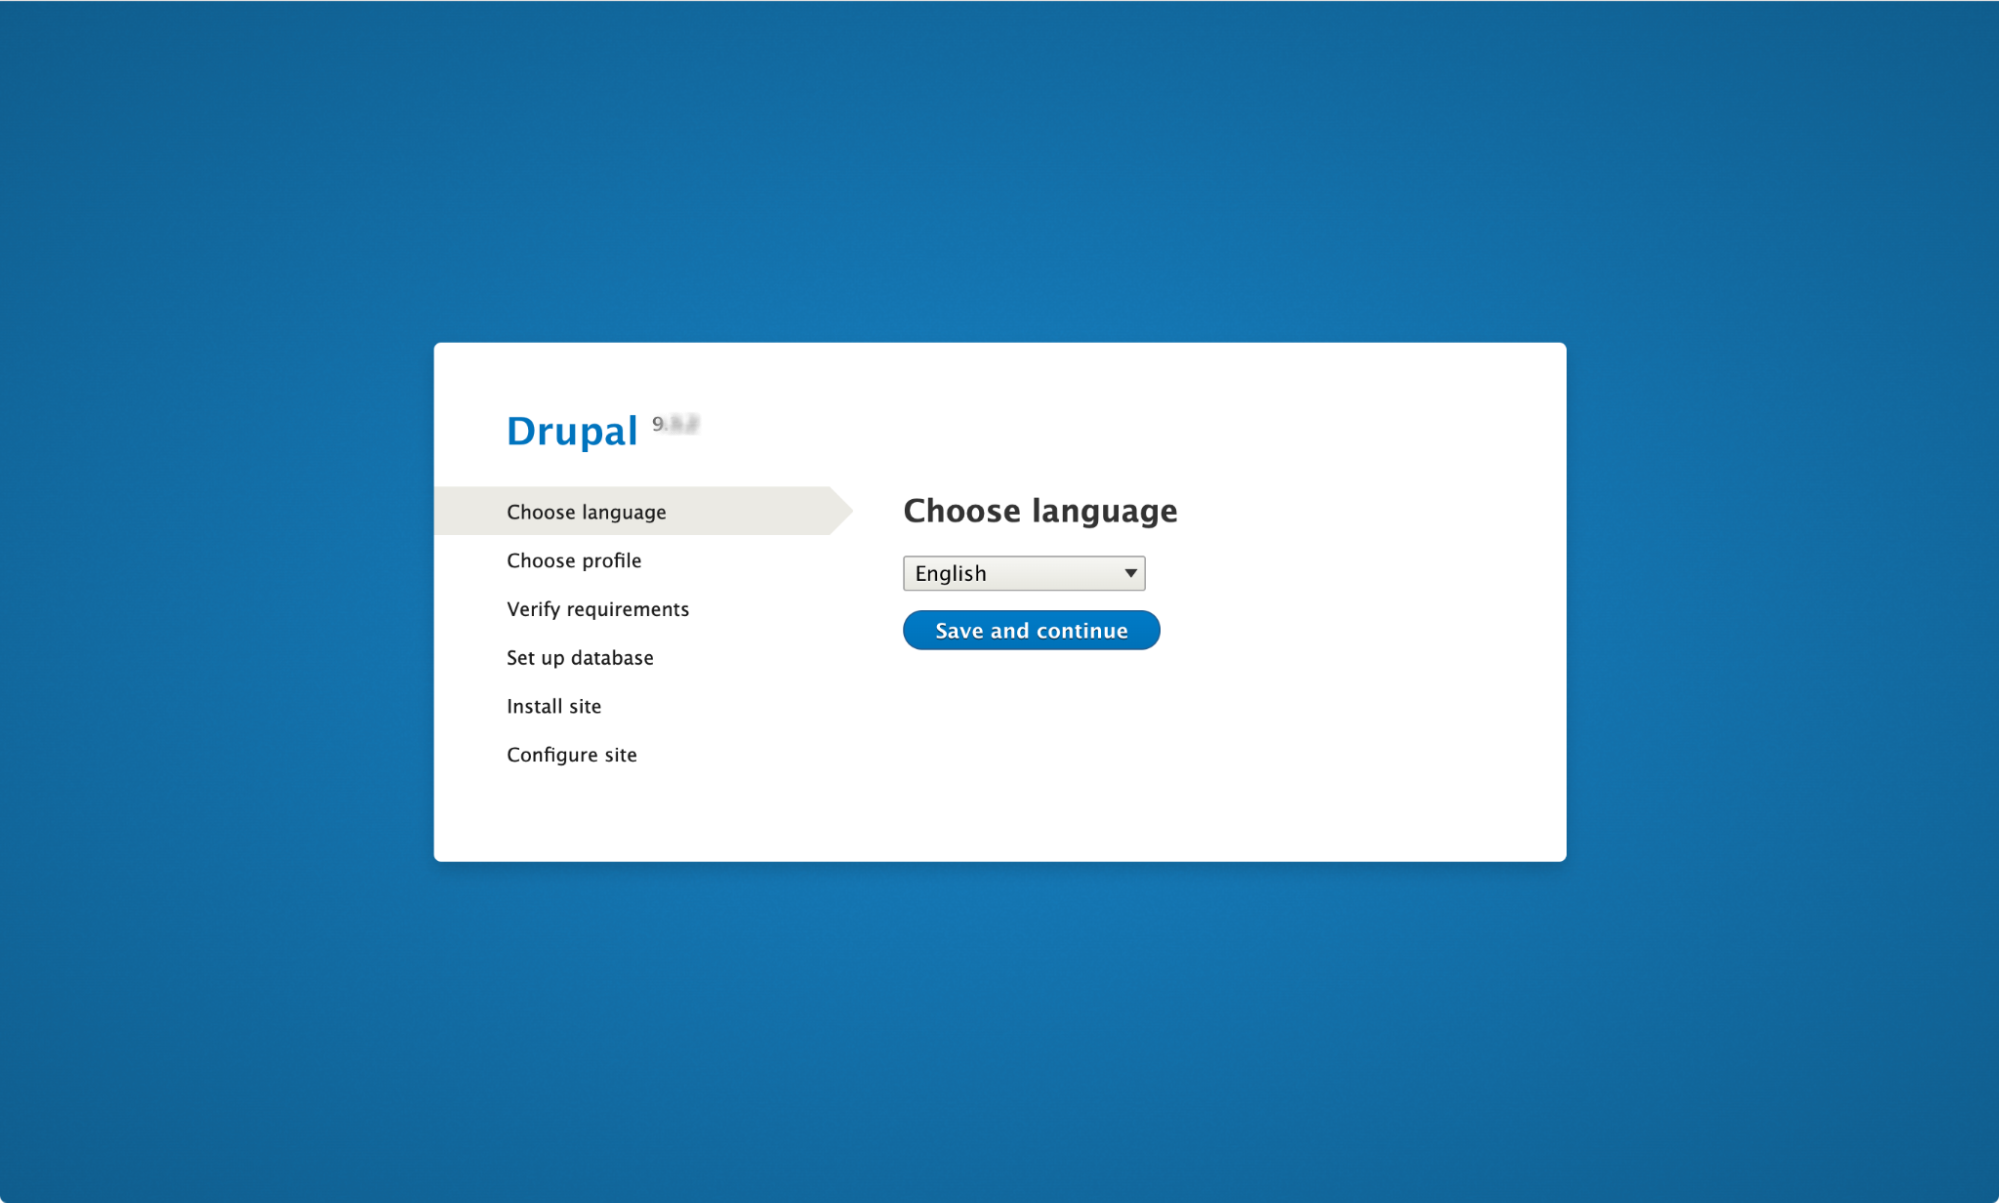 Drupal 9.
Choose language
Choose profile
Verify requirements
Set up database
Install site
Configure site
Choose language
English
Save and continue